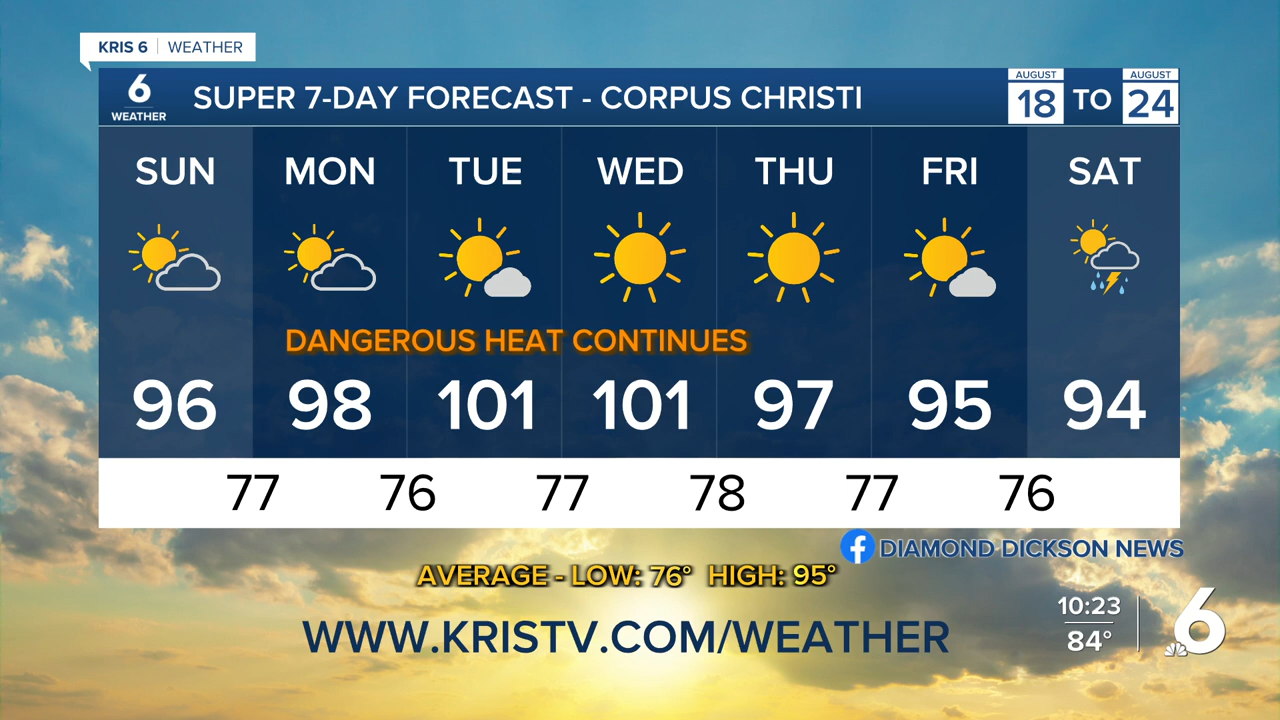 KRIS 6 WEATHER
6
WEATHER
SUPER 7-DAY FORECAST - CORPUS CHRISTI
AUGUST
18
TO
AUGUST
24
SUN MON TUE WED THU FRI SAT
DANGEROUS HEAT CONTINUES
96 98 101 101 97 95 94
77 76 77 78 77 76
f DIAMOND DICKSON NEWS
AVERAGE - LOW: 76° HIGH: 95°
WWW.KRISTV.COM/WEATHER
10:23
84°
6